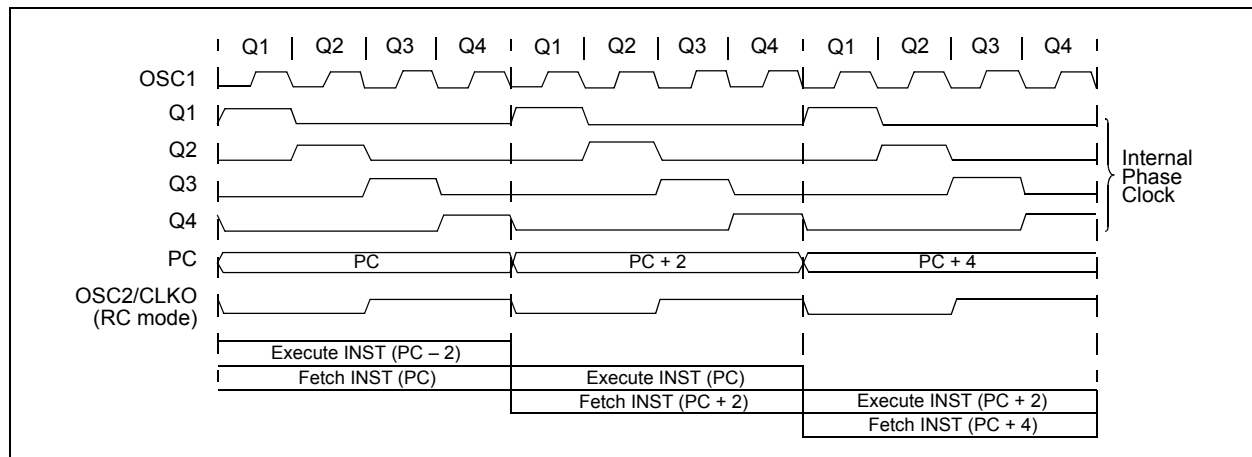 Q1 Q2 Q3 Q4 Q1 Q2 Q3 Q4 Q1 Q2 Q3 Q4
OSC1
Q1
Q2
Q3
Q4
Internal
Phase
Clock
PC PC PC + 2 PC + 4
OSC2/CLKO
(RC mode)
Execute INST (PC – 2)
Fetch INST (PC) Execute INST (PC)
Fetch INST (PC + 2) Execute INST (PC + 2)
Fetch INST (PC + 4)